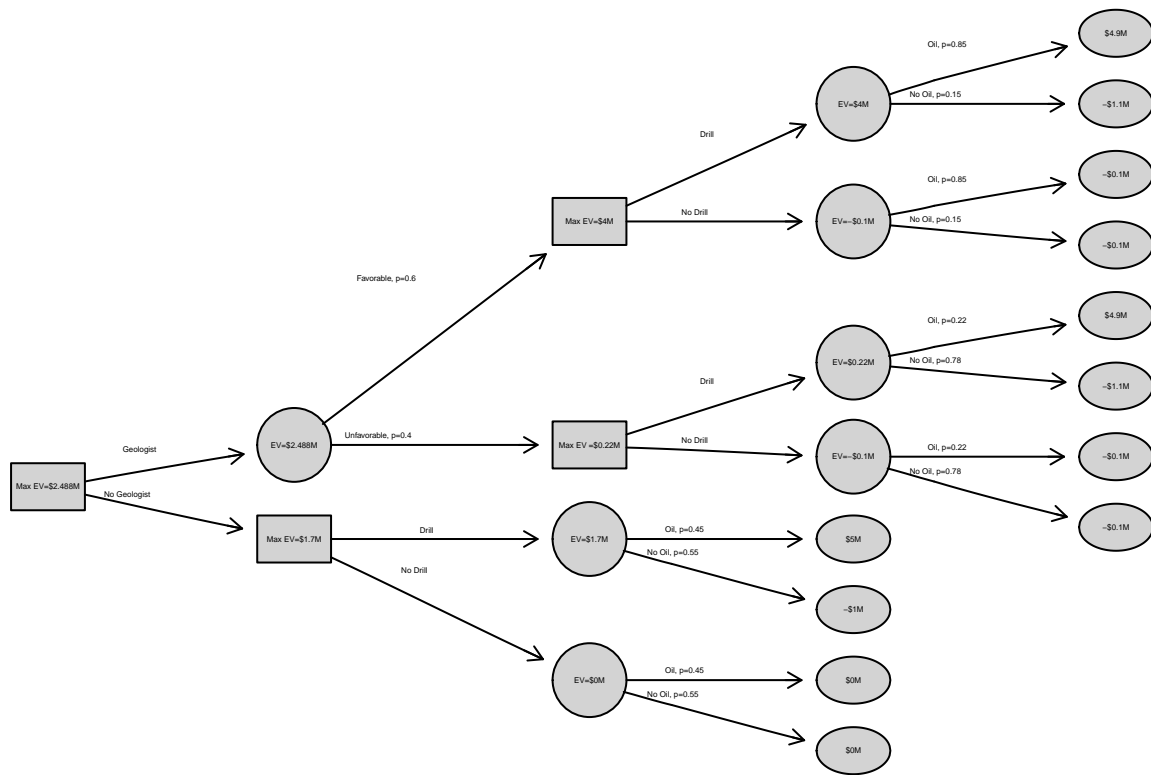 $4.9M
Oil, p=0.85
EV=$4M
No Oil, p=0.15
−$1.1M
Drill
Oil, p=0.85
−$0.1M
Max EV=$4M
No Drill
EV=−$0.1M
No Oil, p=0.15
−$0.1M
Favorable, p=0.6
Oil, p=0.22
$4.9M
EV=$0.22M
No Oil, p=0.78
−$1.1M
Drill
Geologist
EV=$2.488M
Unfavorable, p=0.4
Max EV =$0.22M
No Drill
EV=−$0.1M
Oil, p=0.22
−$0.1M
No Oil, p=0.78
−$0.1M
Max EV=$2.488M
No Geologist
Max EV=$1.7M
Drill
EV=$1.7M
Oil, p=0.45
$5M
No Oil, p=0.55
−$1M
No Drill
EV=$0M
Oil, p=0.45
$0M
No Oil, p=0.55
$0M